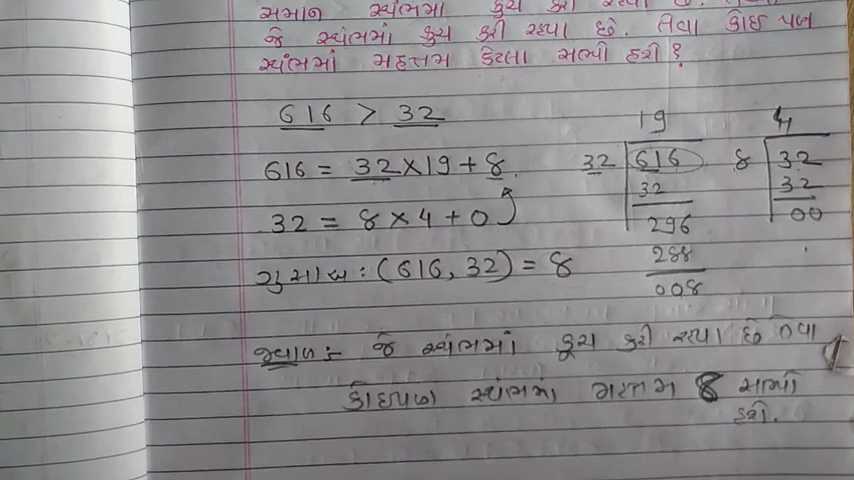 સમાન સ્તંભમાં કુચ કરી રહ્યા છે.
જે સ્તંભમાં કુચ કરી રહ્યા છે. તેવા કોઇ પણ
સ્તંભમાં મહત્તમ કેટલા સભ્યો હશે ?
616 > 32
616 = 32 × 19 + 8
32 = 8 × 4 + 0
ગુ.સા.અ : (616, 32) = 8
19
32 616
32
296
288
008
4
8 32
32
00
જવાબ :- જે સ્તંભમાં કુચ કરી રહ્યા છે તેવા
કોઇપણ સ્તંભમાં મહત્તમ 8 સભ્યો
હશે.